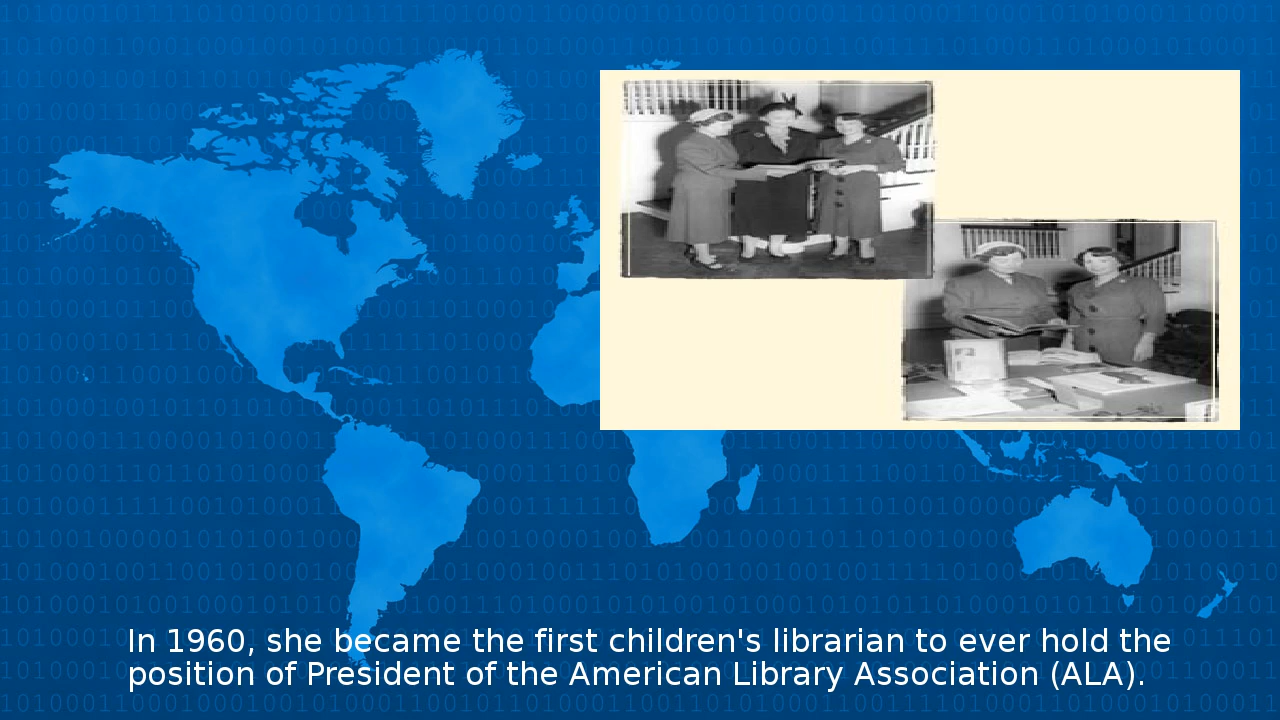 In 1960, she became the first children's librarian to ever hold the
position of President of the American Library Association (ALA).